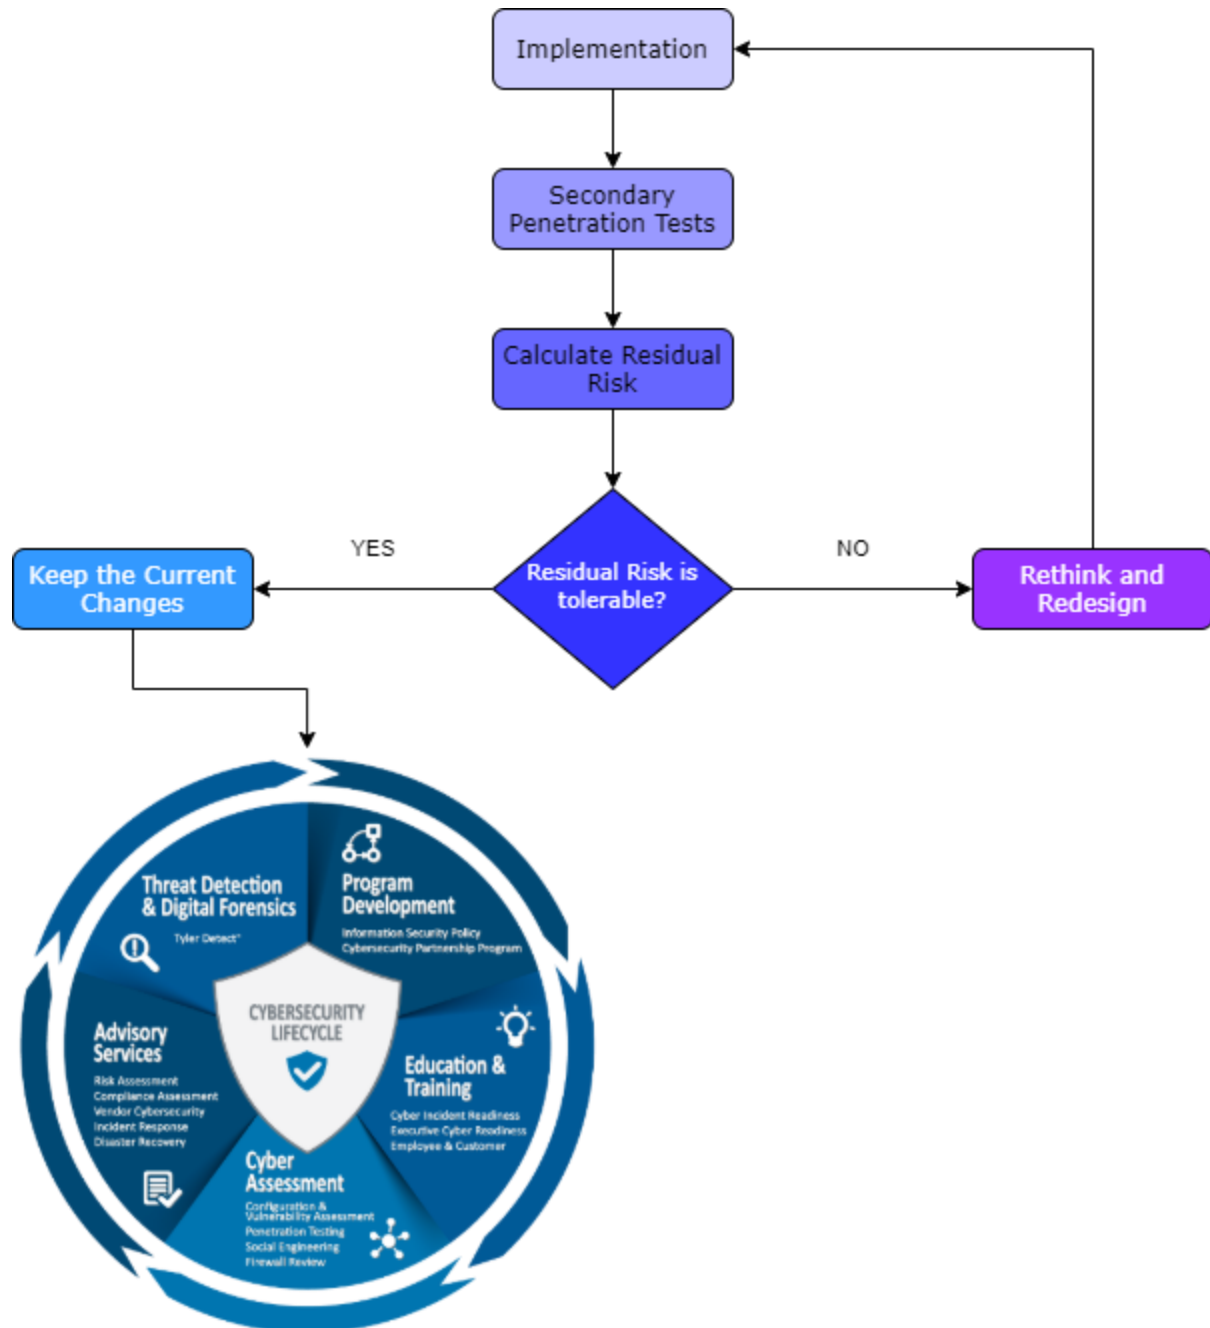 Implementation
Secondary
Penetration Tests
Calculate Residual
Risk
Residual Risk is
tolerable?
YES
NO
Keep the Current
Changes
Rethink and
Redesign
Threat Detection
& Digital Forensics
Tyler Detect™
Program
Development
Information Security Policy
Cybersecurity Partnership Program
CYBERSECURITY
LIFECYCLE
Advisory
Services
Risk Assessment
Compliance Assessment
Vendor Cybersecurity
Incident Response
Disaster Recovery
Education &
Training
Cyber Incident Readiness
Executive Cyber Readiness
Employee & Customer
Cyber
Assessment
Configuration &
Vulnerability Assessment
Penetration Testing
Social Engineering
Firewall Review